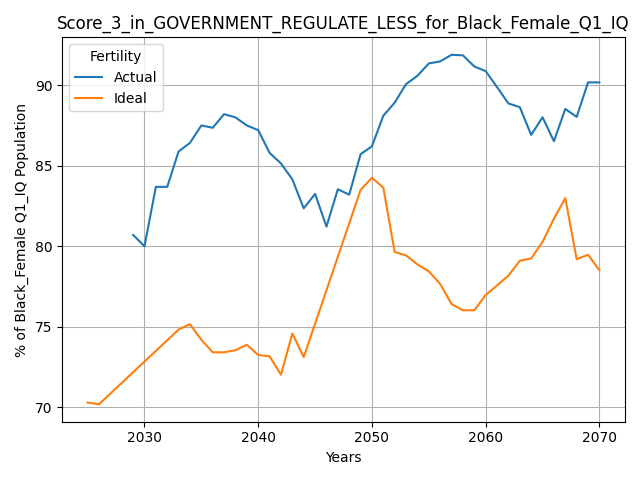 Score_3_in_GOVERNMENT_REGULATE_LESS_for_Black_Female_Q1_IQ
Fertility
Actual
Ideal
% of Black_Female Q1_IQ Population
90
85
80
75
70
2030
2040
2050
2060
2070
Years